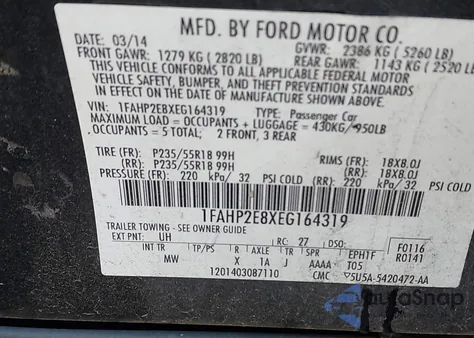 MFD. BY FORD MOTOR CO.
03/14 GVWR: 2386 KG (5260 LB)
FRONT GAWR: 1279 KG (2820 LB) REAR GAWR: 1143 KG (2520 LB
THIS VEHICLE CONFORMS TO ALL APPLICABLE FEDERAL MOTOR
VEHICLE SAFETY, BUMPER, AND THEFT PREVENTION STANDARDS
IN EFFECT ON THE DATE OF MANUFACTURE SHOWN ABOVE.
VIN: 1FAHP2E8XEG164319 TYPE: Passenger Car
MAXIMUM LOAD = OCCUPANTS + LUGGAGE = 430KG/950LB
OCCUPANTS = 5 TOTAL; 2 FRONT, 3 REAR
TIRE (FR): P235/55R18 99H RIMS (FR): 18X8.0J
(RR): P235/55R18 99H (RR): 18X8.0J
PRESSURE (FR): 220 kPa/ 32 PSI COLD (RR): 220 kPa/ 32 PSI COLD
1FAHP2E8XEG164319
TRAILER TOWING - SEE OWNER GUIDE
EXT PNT: UH RC: 27 DSO: F0116
INT TR TP/PS R AXLE TR SPR EPH1F R0141
MW X 1A J AAAA T05
1201403087110 CMC 5U5A-5420472-AA
AutoSnap